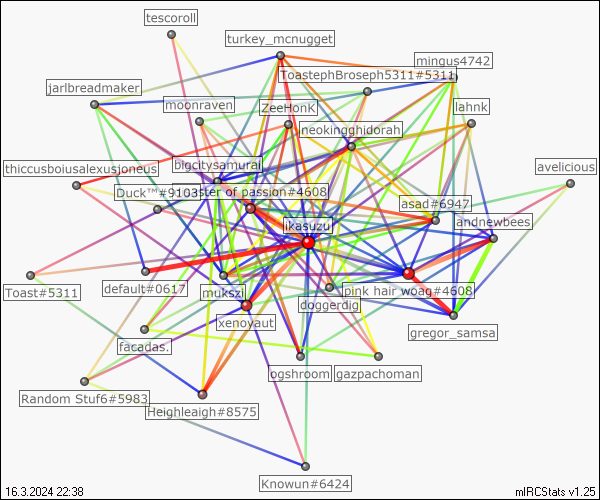 tescoroll
turkey_mcnugget
mingus4742
ToastephBroseph5311#5311
jarlbreadmaker
moonraven
ZeeHonK
lahnk
neokingghidorah
bigcitysamurai
thiccusboiusalexusjoneus
avelicious
Duck™#9103
ster of passion#4608
asad#6947
ikasuzu
andnewbees
Toast#5311
default#0617
mukszi
pink hair woag#4608
doggerdig
xenoyaut
gregor_samsa
facadas.
ogshroom
gazpachoman
Random Stuf6#5983
Heighleaigh#8575
Knowun#6424
16.3.2024 22:38
mIRCStats v1.25